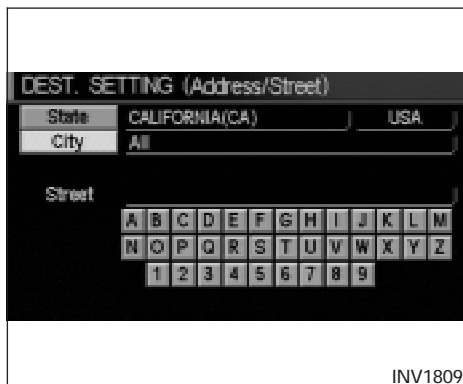 DEST. SETTING (Address/Street)
State CALIFORNIA(CA) USA
City All
Street
A B C D E F G H I J K L M
N O P Q R S T U V W X Y Z
1 2 3 4 5 6 7 8 9
INV1809